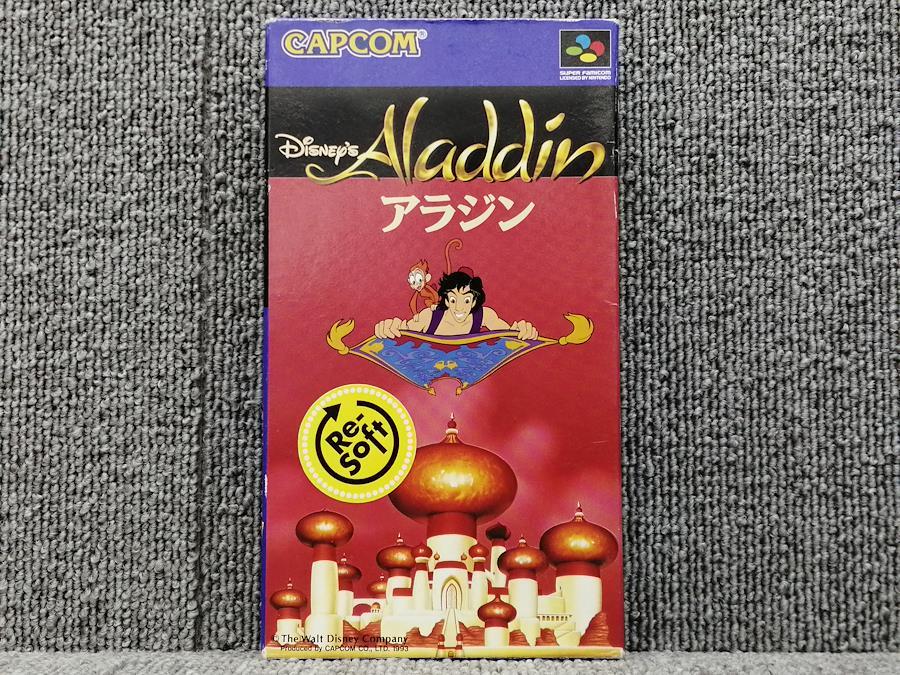 CAPCOM®
SUPER FAMICOM
LICENSED BY NINTENDO
Disney's Aladdin
アラジン
Re-
Soft
© The Walt Disney Company
Produced by CAPCOM CO., LTD. 1993